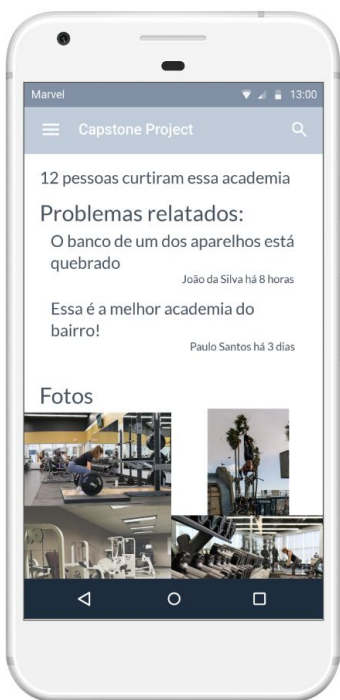 Marvel 13:00
Capstone Project
12 pessoas curtiram essa academia
Problemas relatados:
O banco de um dos aparelhos está
quebrado
João da Silva há 8 horas
Essa é a melhor academia do
bairro!
Paulo Santos há 3 dias
Fotos